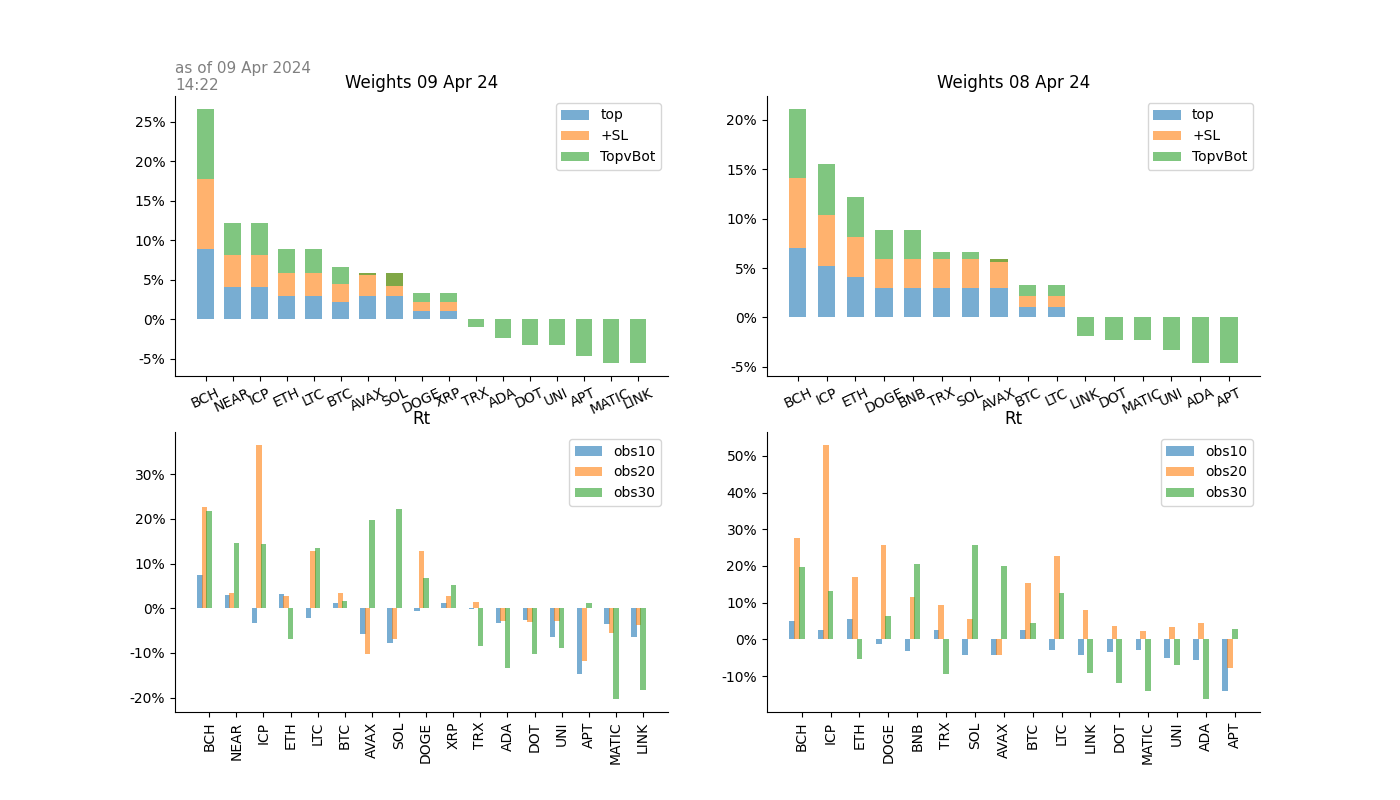 as of 09 Apr 2024
14:22
Weights 09 Apr 24
25%
20%
15%
10%
5%
0%
-5%
top
+SL
TopvBot
BCH NEAR ICP ETH LTC BTC AVAX SOL DOGE XRP TRX ADA DOT UNI APT MATIC LINK
Weights 08 Apr 24
20%
15%
10%
5%
0%
-5%
top
+SL
TopvBot
BCH ICP ETH DOGE BNB TRX SOL AVAX BTC LTC LINK DOT MATIC UNI ADA APT
Rt
30%
20%
10%
0%
-10%
-20%
obs10
obs20
obs30
BCH NEAR ICP ETH LTC BTC AVAX SOL DOGE XRP TRX ADA DOT UNI APT MATIC LINK
Rt
50%
40%
30%
20%
10%
0%
-10%
obs10
obs20
obs30
BCH ICP ETH DOGE BNB TRX SOL AVAX BTC LTC LINK DOT MATIC UNI ADA APT